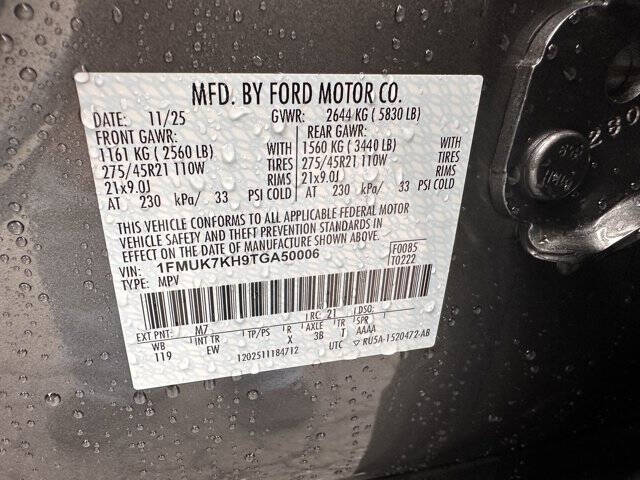 MFD. BY FORD MOTOR CO.
DATE: 11/25 GVWR: 2644 KG ( 5830 LB)
FRONT GAWR: REAR GAWR:
1161 KG ( 2560 LB) WITH 1560 KG ( 3440 LB) WITH
275/45R21 110W TIRES 275/45R21 110W TIRES
21x9.0J RIMS 21x9.0J RIMS
AT 230 kPa/ 33 PSI COLD AT 230 kPa/ 33 PSI COLD
THIS VEHICLE CONFORMS TO ALL APPLICABLE FEDERAL MOTOR
VEHICLE SAFETY AND THEFT PREVENTION STANDARDS IN
EFFECT ON THE DATE OF MANUFACTURE SHOWN ABOVE.
VIN: 1FMUK7KH9TGA50006 F0085
TYPE: MPV T0222
EXT PNT: M7 RC: 21
WB INT TR TP/PS R AXLE TR SPR
119 EW X 3B T AAAA
1202511184712 UTC ▽ RU5A-1520472-AB